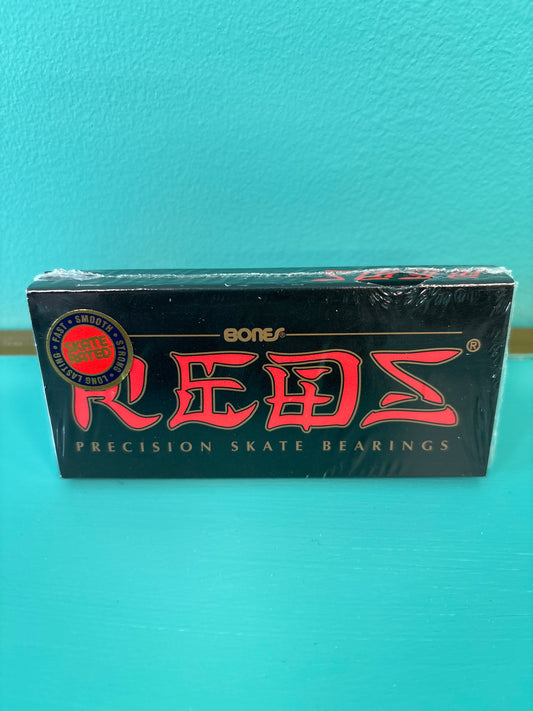 BONES®
REDS®
PRECISION SKATE BEARINGS
FAST • SMOOTH • STRONG • LONG LASTING •
SKATE
RATED